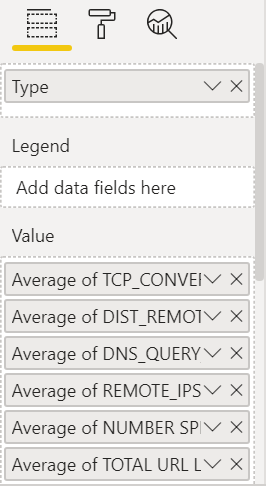 Type
Legend
Add data fields here
Value
Average of TCP_CONVE
Average of DIST_REMOT
Average of DNS_QUERY
Average of REMOTE_IPS
Average of NUMBER SP
Average of TOTAL URL L